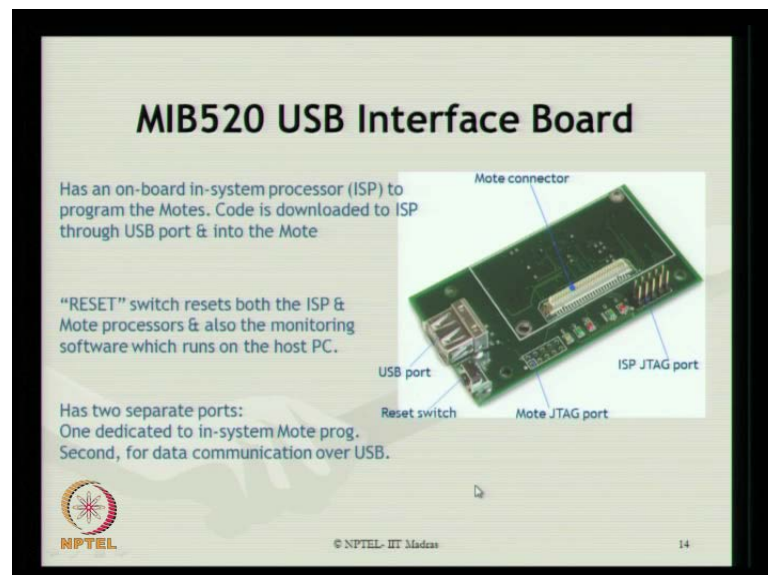 MIB520 USB Interface Board
Has an on-board in-system processor (ISP) to
program the Motes. Code is downloaded to ISP
through USB port & into the Mote
"RESET" switch resets both the ISP &
Mote processors & also the monitoring
software which runs on the host PC.
Has two separate ports:
One dedicated to in-system Mote prog.
Second, for data communication over USB.
Mote connector
USB port
Reset switch
Mote JTAG port
ISP JTAG port
NPTEL
© NPTEL- IIT Madras
14